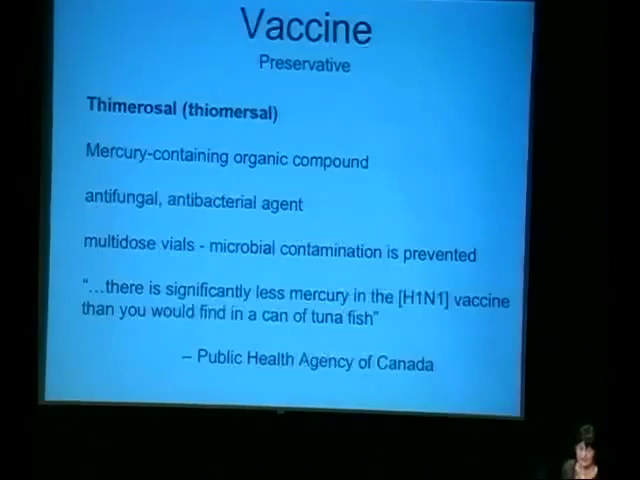 Vaccine
Preservative
Thimerosal (thiomersal)
Mercury-containing organic compound
antifungal, antibacterial agent
multidose vials - microbial contamination is prevented
“...there is significantly less mercury in the [H1N1] vaccine
than you would find in a can of tuna fish”
– Public Health Agency of Canada